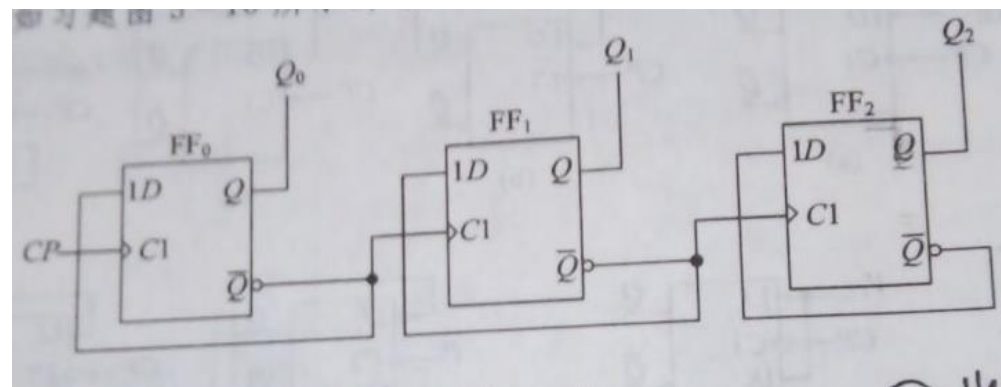 Q₀
Q₁
Q₂
FF₀
FF₁
FF₂
1D Q
1D Q
1D Q
CP C1
C1
C1
Q̅
Q̅
Q̅